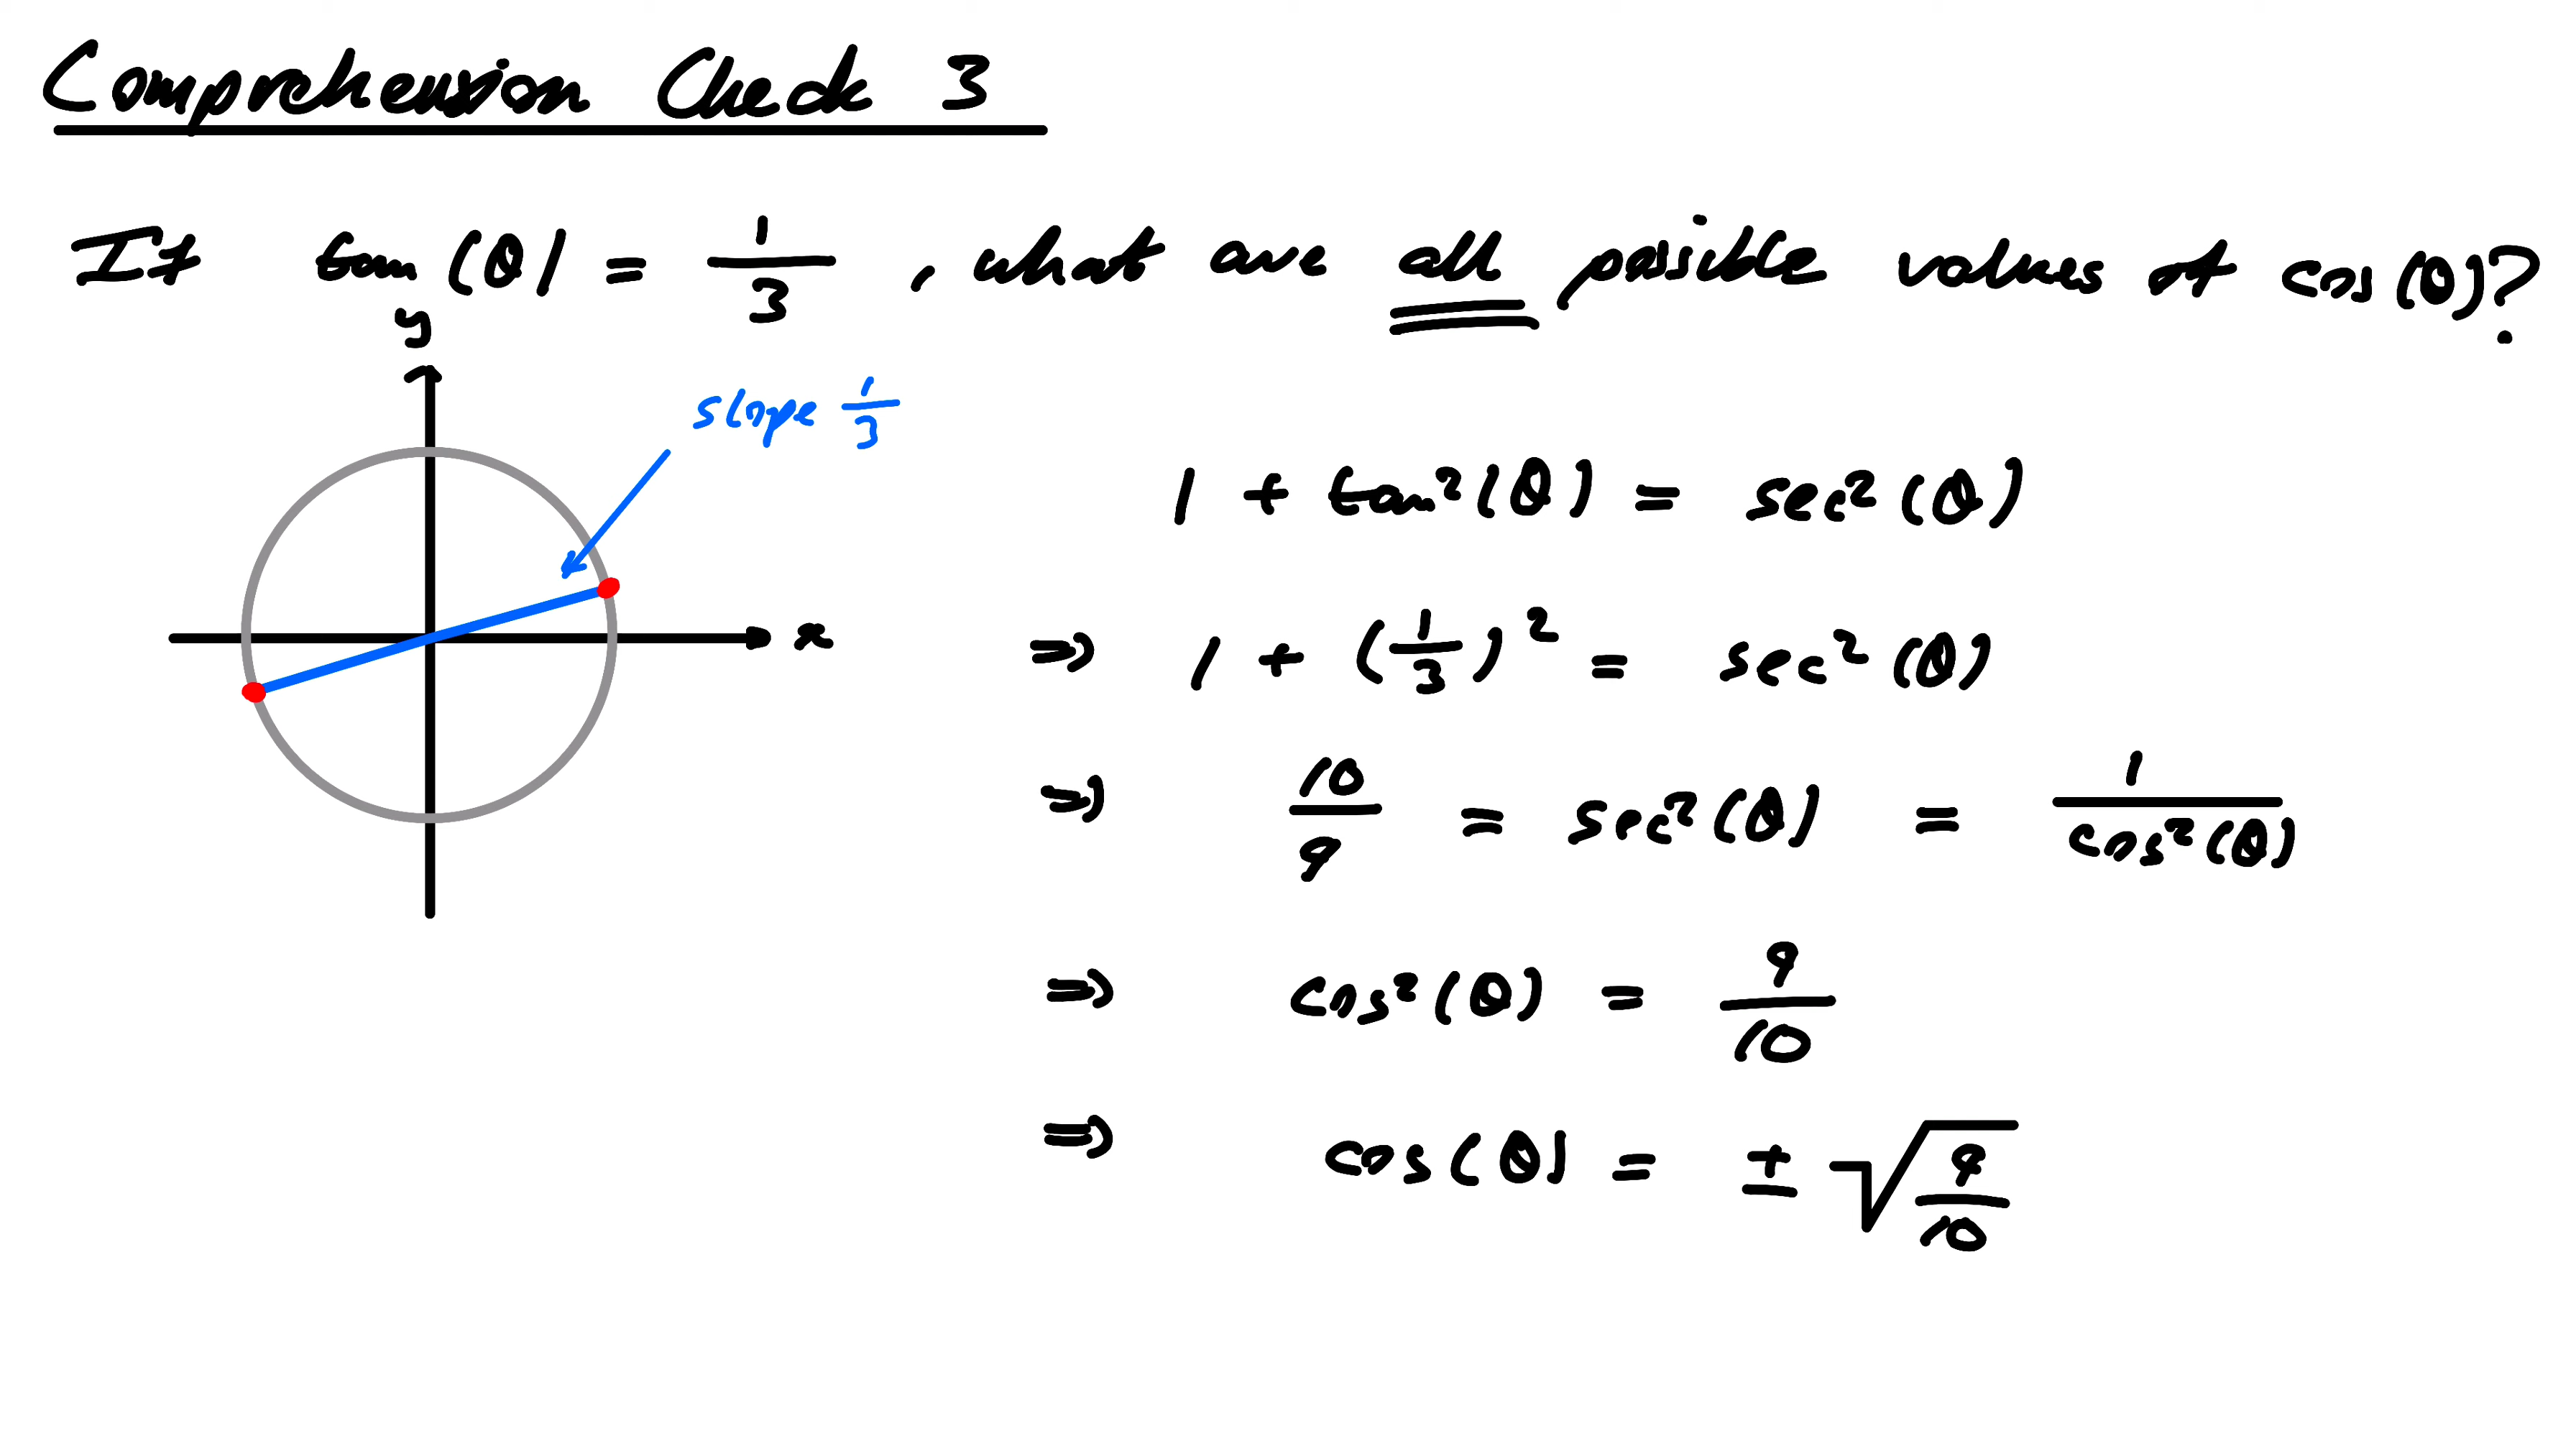 Comprehension Check 3
If tan(θ) = 1/3, what are all possible values of cos(θ)?
y
slope 1/3
x
1 + tan²(θ) = sec²(θ)
⇒ 1 + (1/3)² = sec²(θ)
⇒ 10/9 = sec²(θ) = 1/cos²(θ)
⇒ cos²(θ) = 9/10
⇒ cos(θ) = ± √(9/10)